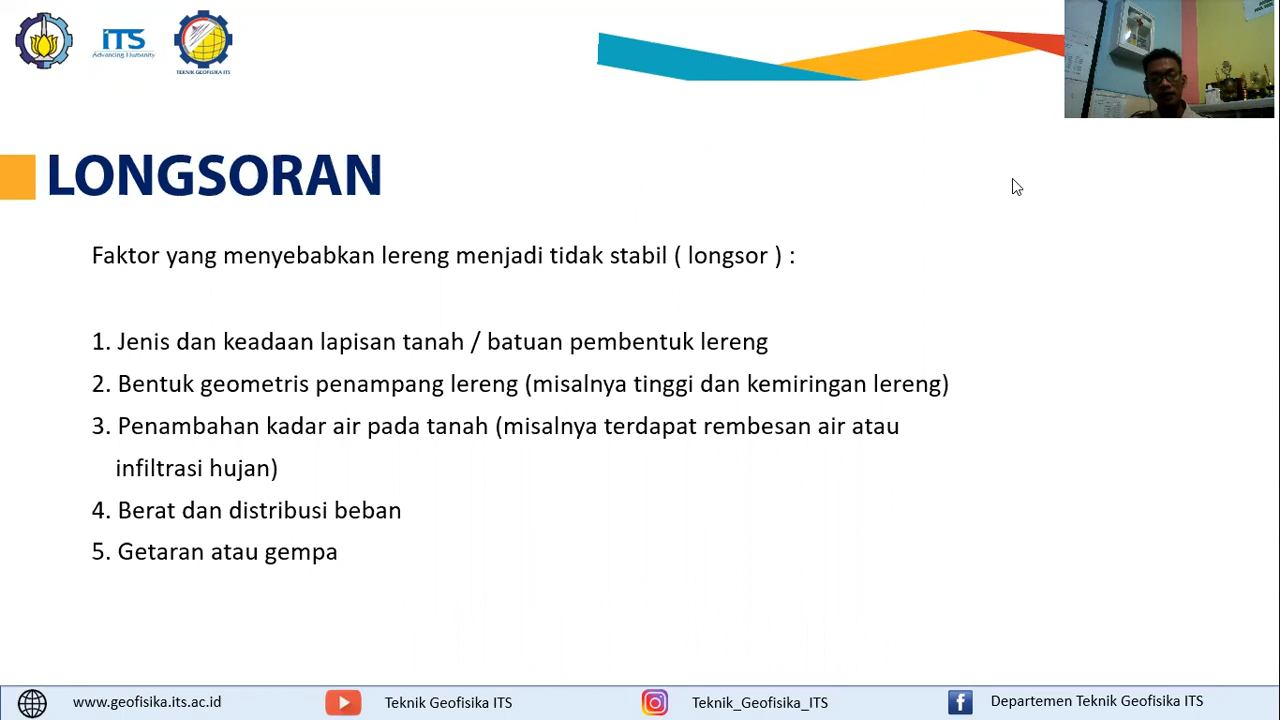 ITS
Advancing Humanity
TEKNIK GEOFISIKA ITS
LONGSORAN
Faktor yang menyebabkan lereng menjadi tidak stabil ( longsor ) :
1. Jenis dan keadaan lapisan tanah / batuan pembentuk lereng
2. Bentuk geometris penampang lereng (misalnya tinggi dan kemiringan lereng)
3. Penambahan kadar air pada tanah (misalnya terdapat rembesan air atau
infiltrasi hujan)
4. Berat dan distribusi beban
5. Getaran atau gempa
www.geofisika.its.ac.id
Teknik Geofisika ITS
Teknik_Geofisika_ITS
Departemen Teknik Geofisika ITS